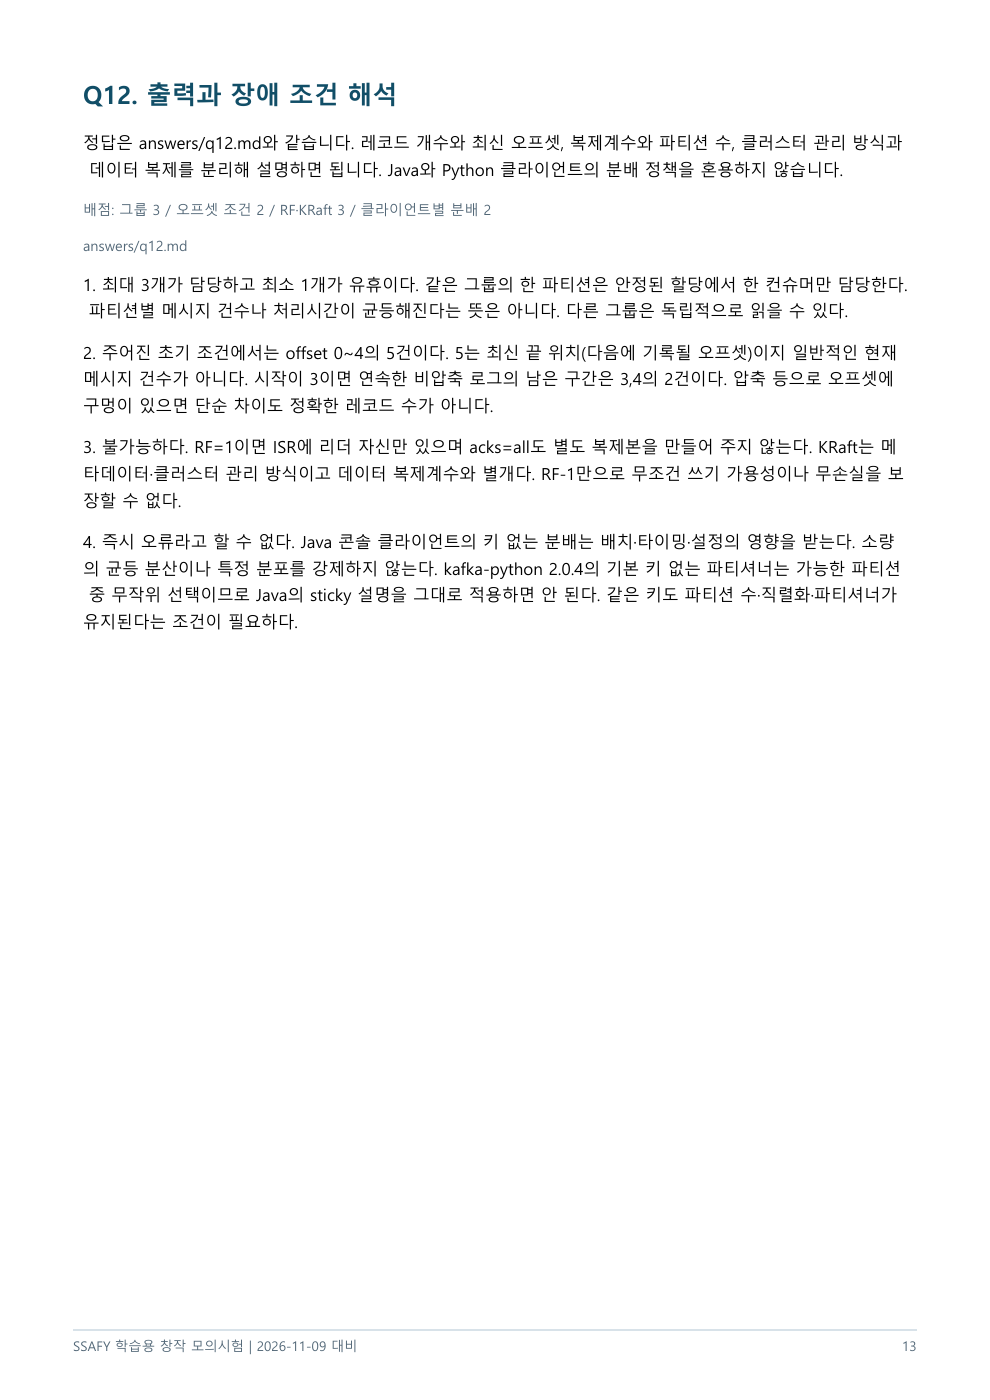 Q12. 출력과 장애 조건 해석
정답은 answers/q12.md와 같습니다. 레코드 개수와 최신 오프셋, 복제계수와 파티션 수, 클러스터 관리 방식과
데이터 복제를 분리해 설명하면 됩니다. Java와 Python 클라이언트의 분배 정책을 혼용하지 않습니다.
배점: 그룹 3 / 오프셋 조건 2 / RF·KRaft 3 / 클라이언트별 분배 2
answers/q12.md
1. 최대 3개가 담당하고 최소 1개가 유휴이다. 같은 그룹의 한 파티션은 안정된 할당에서 한 컨슈머만 담당한다.
파티션별 메시지 건수나 처리시간이 균등해진다는 뜻은 아니다. 다른 그룹은 독립적으로 읽을 수 있다.
2. 주어진 초기 조건에서는 offset 0~4의 5건이다. 5는 최신 끝 위치(다음에 기록될 오프셋)이지 일반적인 현재
메시지 건수가 아니다. 시작이 3이면 연속한 비압축 로그의 남은 구간은 3,4의 2건이다. 압축 등으로 오프셋에
구멍이 있으면 단순 차이도 정확한 레코드 수가 아니다.
3. 불가능하다. RF=1이면 ISR에 리더 자신만 있으며 acks=all도 별도 복제본을 만들어 주지 않는다. KRaft는 메
타데이터·클러스터 관리 방식이고 데이터 복제계수와 별개다. RF-1만으로 무조건 쓰기 가용성이나 무손실을 보
장할 수 없다.
4. 즉시 오류라고 할 수 없다. Java 콘솔 클라이언트의 키 없는 분배는 배치·타이밍·설정의 영향을 받는다. 소량
의 균등 분산이나 특정 분포를 강제하지 않는다. kafka-python 2.0.4의 기본 키 없는 파티셔너는 가능한 파티션
중 무작위 선택이므로 Java의 sticky 설명을 그대로 적용하면 안 된다. 같은 키도 파티션 수·직렬화·파티셔너가
유지된다는 조건이 필요하다.
SSAFY 학습용 창작 모의시험 | 2026-11-09 대비
13